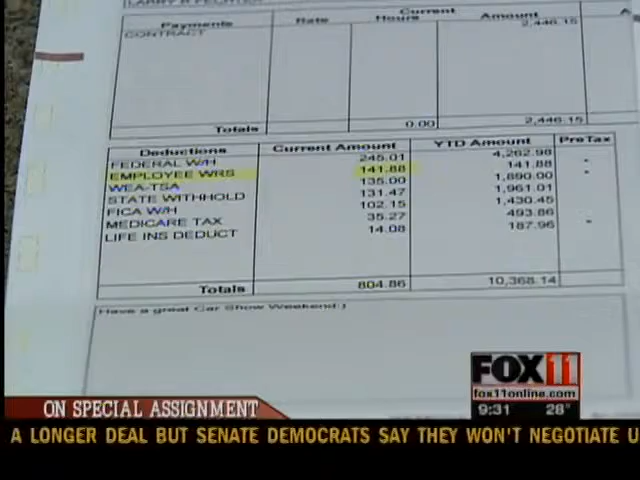 Current
Payments Rate Hours Amount
CONTRACT 2,446.15
Totals 0.00 2,446.15
Deductions Current Amount YTD Amount PreTax
FEDERAL W/H 245.01 4,262.98
EMPLOYEE WRS 141.88 141.88
WEA-TSA 135.00 1,890.00
STATE WITHHOLD 131.47 1,961.01
FICA W/H 102.15 1,430.45
MEDICARE TAX 35.27 493.86
LIFE INS DEDUCT 14.08 187.96
Totals 804.86 10,368.14
Have a great Car Show Weekend:)
FOX 11
fox11online.com
9:31 28°
ON SPECIAL ASSIGNMENT
A LONGER DEAL BUT SENATE DEMOCRATS SAY THEY WON'T NEGOTIATE U